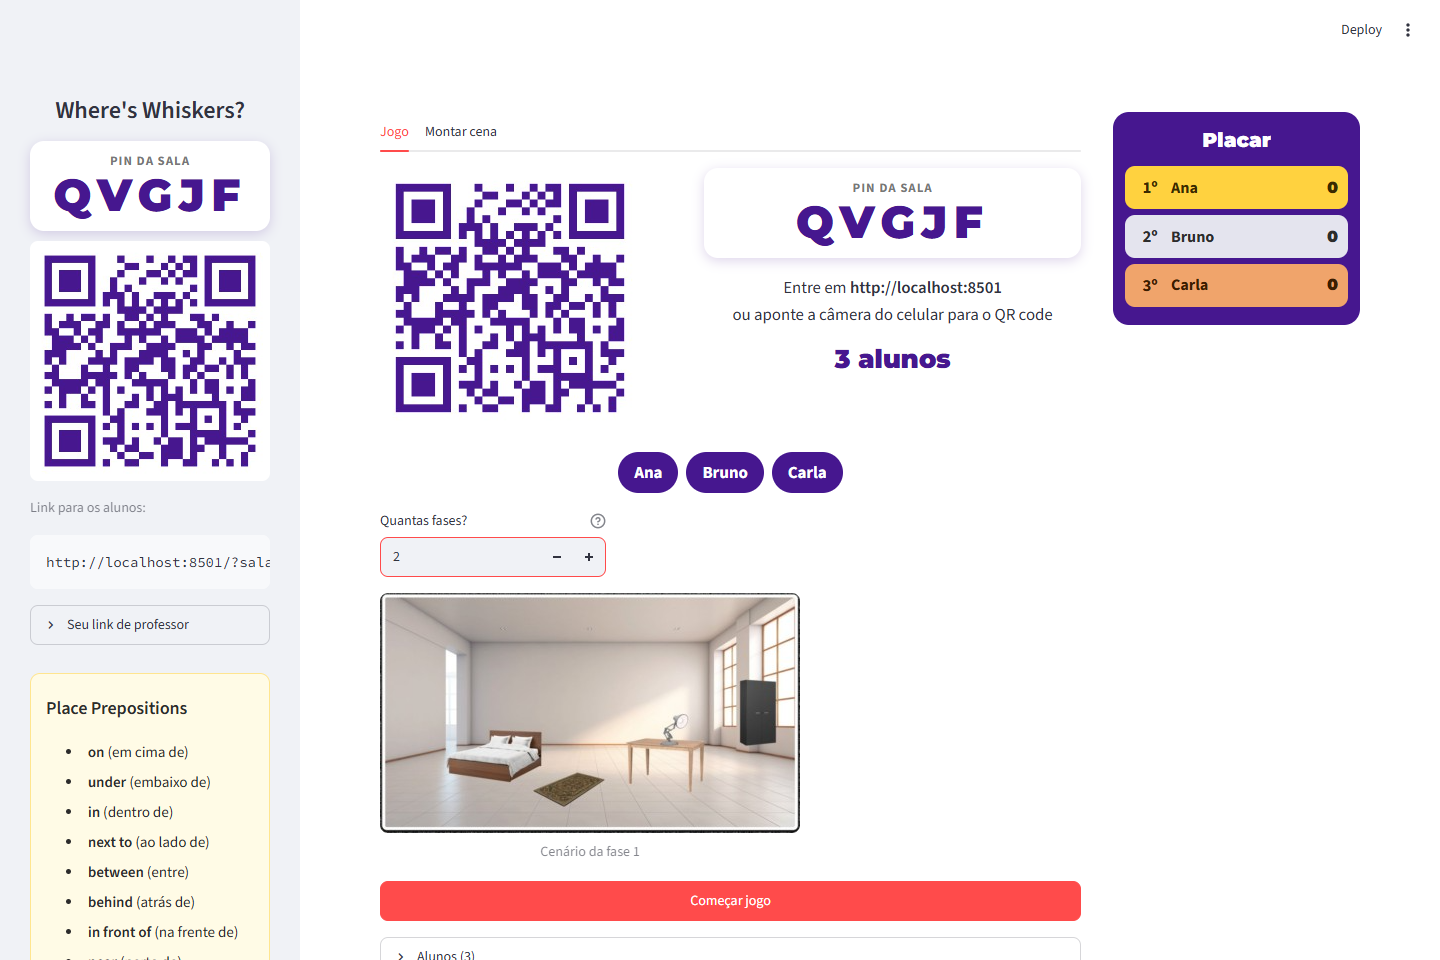 Deploy
Where's Whiskers?
PIN DA SALA
QVGJF
Link para os alunos:
http://localhost:8501/?sala
Seu link de professor
Place Prepositions
on (em cima de)
under (embaixo de)
in (dentro de)
next to (ao lado de)
between (entre)
behind (atrás de)
in front of (na frente de)
Jogo
Montar cena
PIN DA SALA
QVGJF
Entre em http://localhost:8501
ou aponte a câmera do celular para o QR code
3 alunos
Ana
Bruno
Carla
Quantas fases?
2
Cenário da fase 1
Começar jogo
Alunos (3)
Placar
1º Ana 0
2º Bruno 0
3º Carla 0